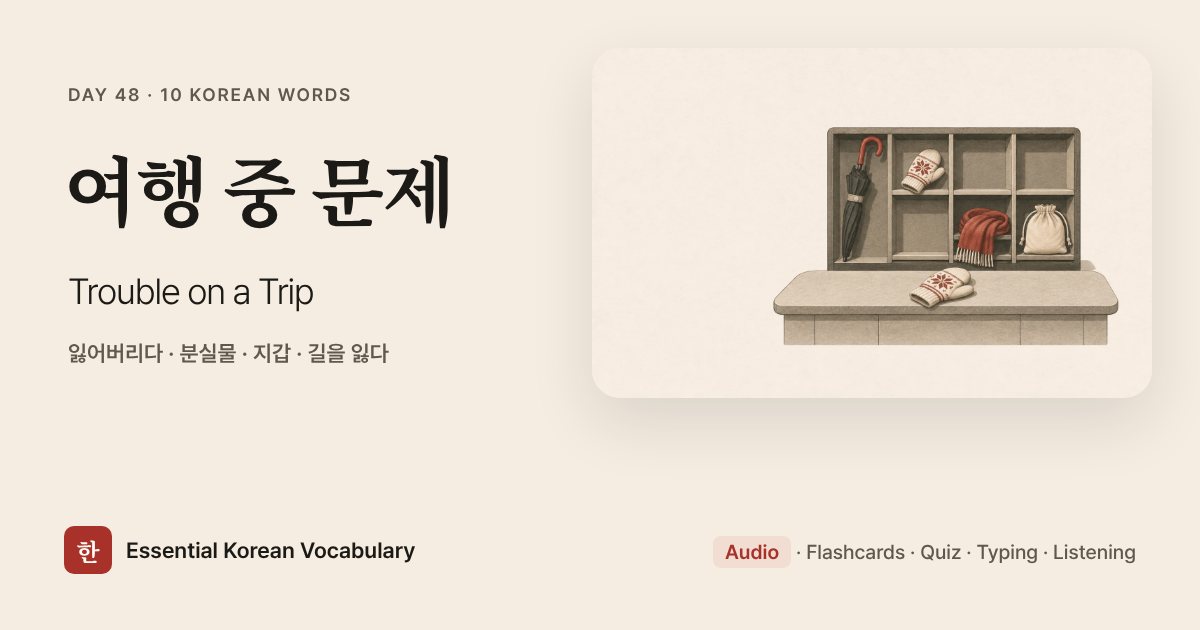 DAY 48 · 10 KOREAN WORDS
여행 중 문제
Trouble on a Trip
잃어버리다 · 분실물 · 지갑 · 길을 잃다
한 Essential Korean Vocabulary
Audio · Flashcards · Quiz · Typing · Listening